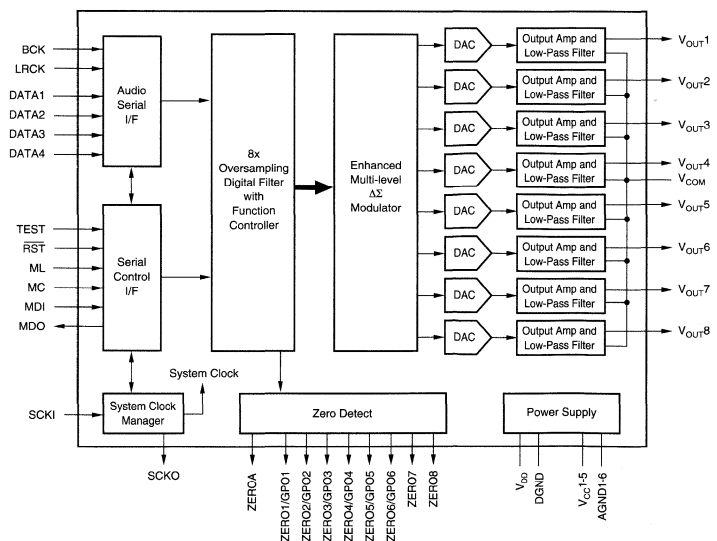 BCK
LRCK
DATA1
DATA2
DATA3
DATA4
Audio
Serial
I/F
TEST
RST
ML
MC
MDI
MDO
Serial
Control
I/F
SCKI
System Clock
Manager
SCKO
System Clock
8x
Oversampling
Digital Filter
with
Function
Controller
Enhanced
Multi-level
ΔΣ
Modulator
DAC
Output Amp and
Low-Pass Filter
VOUT1
DAC
Output Amp and
Low-Pass Filter
VOUT2
DAC
Output Amp and
Low-Pass Filter
VOUT3
DAC
Output Amp and
Low-Pass Filter
VOUT4
VCOM
DAC
Output Amp and
Low-Pass Filter
VOUT5
DAC
Output Amp and
Low-Pass Filter
VOUT6
DAC
Output Amp and
Low-Pass Filter
VOUT7
DAC
Output Amp and
Low-Pass Filter
VOUT8
Zero Detect
ZEROA
ZERO1/GPO1
ZERO2/GPO2
ZERO3/GPO3
ZERO4/GPO4
ZERO5/GPO5
ZERO6/GPO6
ZERO7
ZERO8
Power Supply
VDD
DGND
VCC1-5
AGND1-6